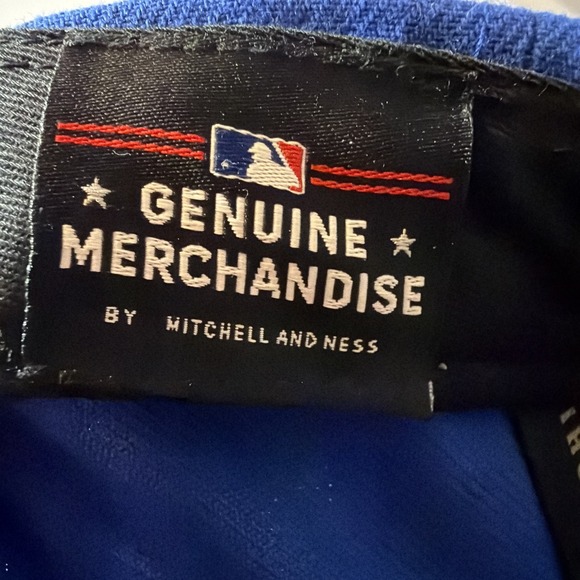 GENUINE
MERCHANDISE
BY MITCHELL AND NESS